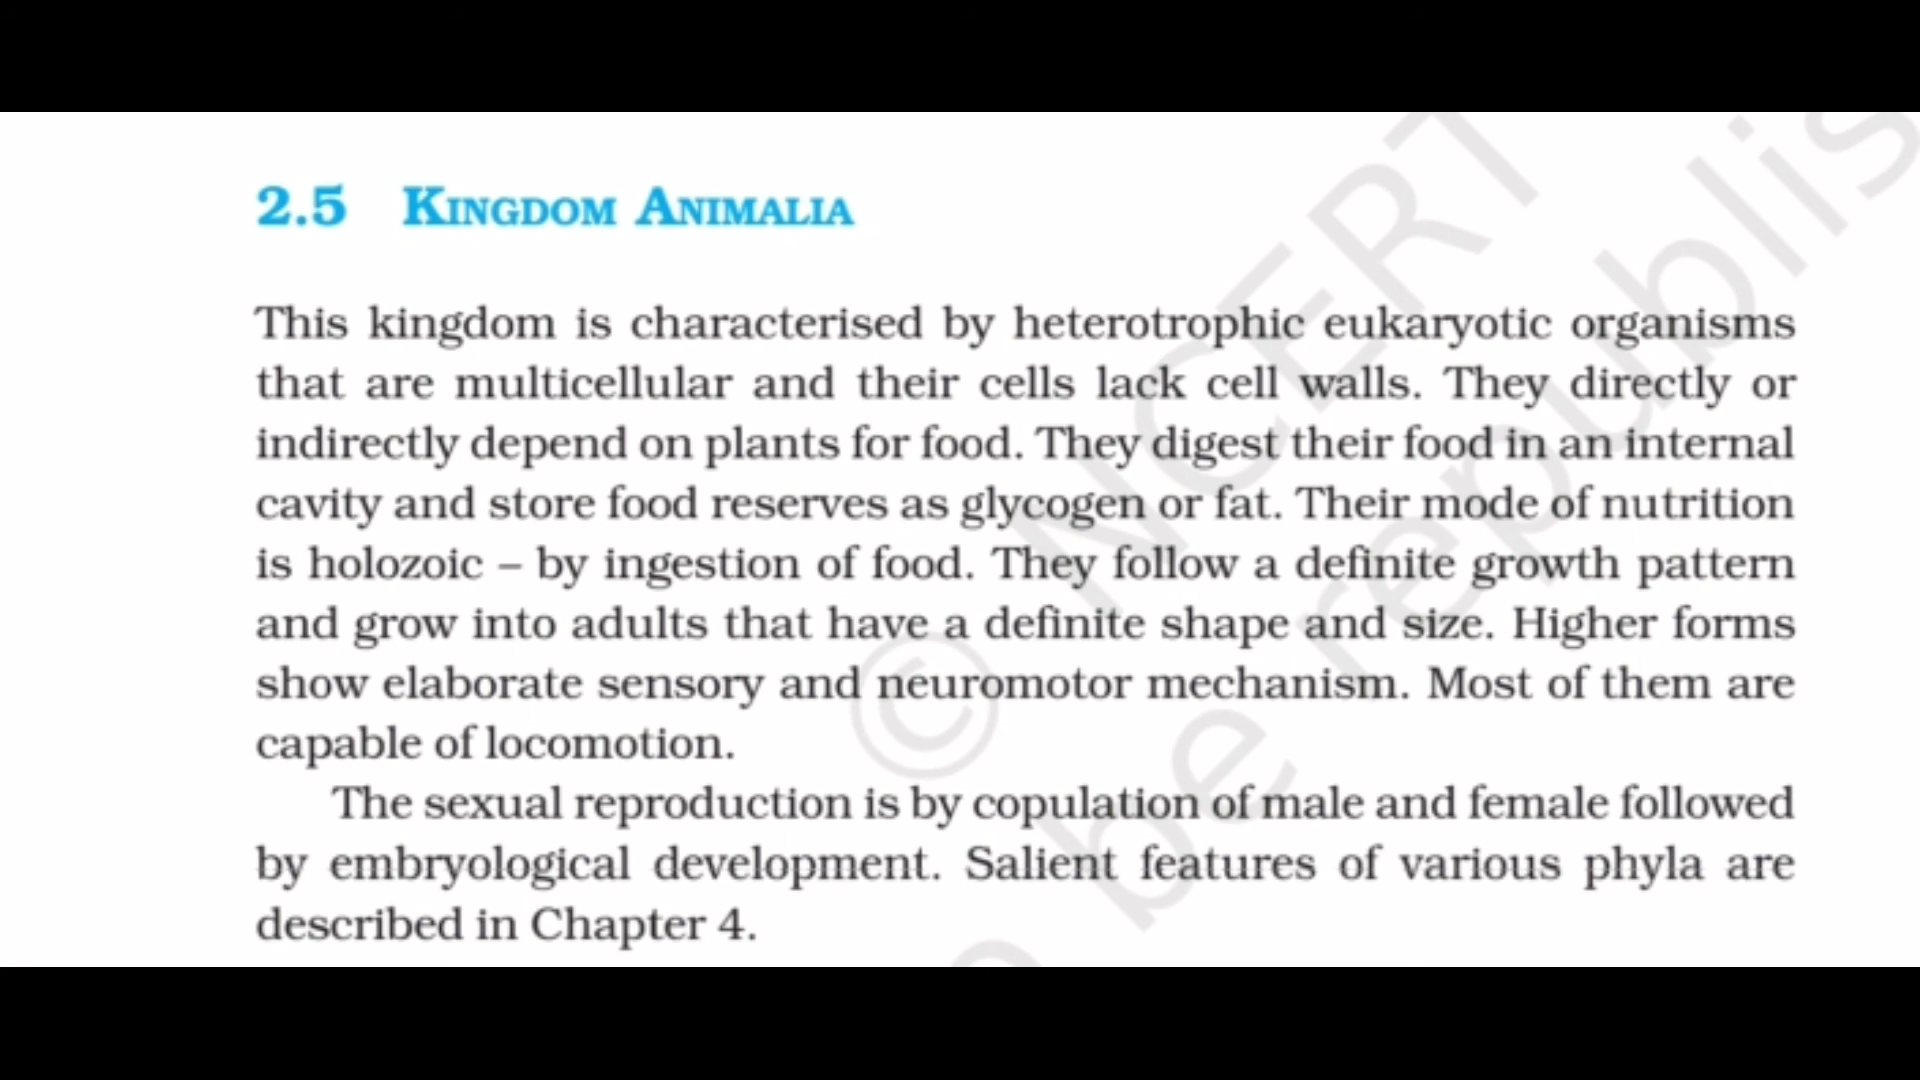 2.5 KINGDOM ANIMALIA
This kingdom is characterised by heterotrophic eukaryotic organisms
that are multicellular and their cells lack cell walls. They directly or
indirectly depend on plants for food. They digest their food in an internal
cavity and store food reserves as glycogen or fat. Their mode of nutrition
is holozoic – by ingestion of food. They follow a definite growth pattern
and grow into adults that have a definite shape and size. Higher forms
show elaborate sensory and neuromotor mechanism. Most of them are
capable of locomotion.
The sexual reproduction is by copulation of male and female followed
by embryological development. Salient features of various phyla are
described in Chapter 4.
© NCERT
be republis